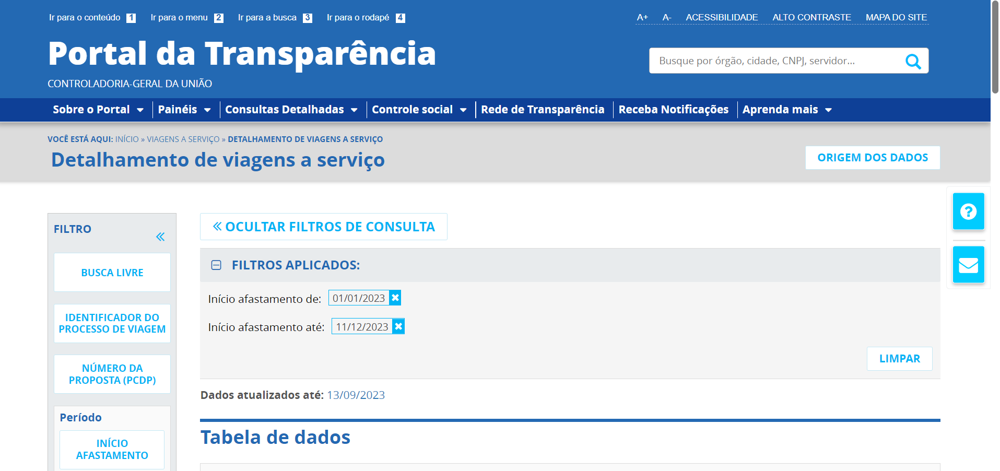 Ir para o conteúdo 1 Ir para o menu 2 Ir para a busca 3 Ir para o rodapé 4
A+ A- ACESSIBILIDADE ALTO CONTRASTE MAPA DO SITE
Portal da Transparência
CONTROLADORIA-GERAL DA UNIÃO
Busque por órgão, cidade, CNPJ, servidor...
Sobre o Portal Painéis Consultas Detalhadas Controle social Rede de Transparência Receba Notificações Aprenda mais
VOCÊ ESTÁ AQUI: INÍCIO » VIAGENS A SERVIÇO » DETALHAMENTO DE VIAGENS A SERVIÇO
Detalhamento de viagens a serviço
ORIGEM DOS DADOS
FILTRO
BUSCA LIVRE
IDENTIFICADOR DO
PROCESSO DE VIAGEM
NÚMERO DA
PROPOSTA (PCDP)
Período
INÍCIO
AFASTAMENTO
OCULTAR FILTROS DE CONSULTA
FILTROS APLICADOS:
Início afastamento de: 01/01/2023
Início afastamento até: 11/12/2023
LIMPAR
Dados atualizados até: 13/09/2023
Tabela de dados